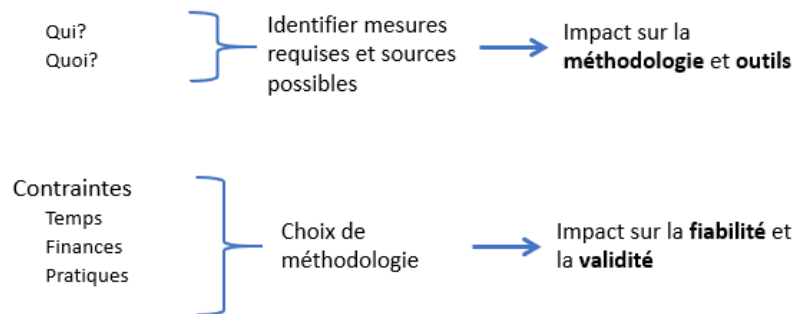 Qui?
Quoi?
Identifier mesures
requises et sources
possibles
Impact sur la
méthodologie et outils
Contraintes
Temps
Finances
Pratiques
Choix de
méthodologie
Impact sur la fiabilité et
la validité